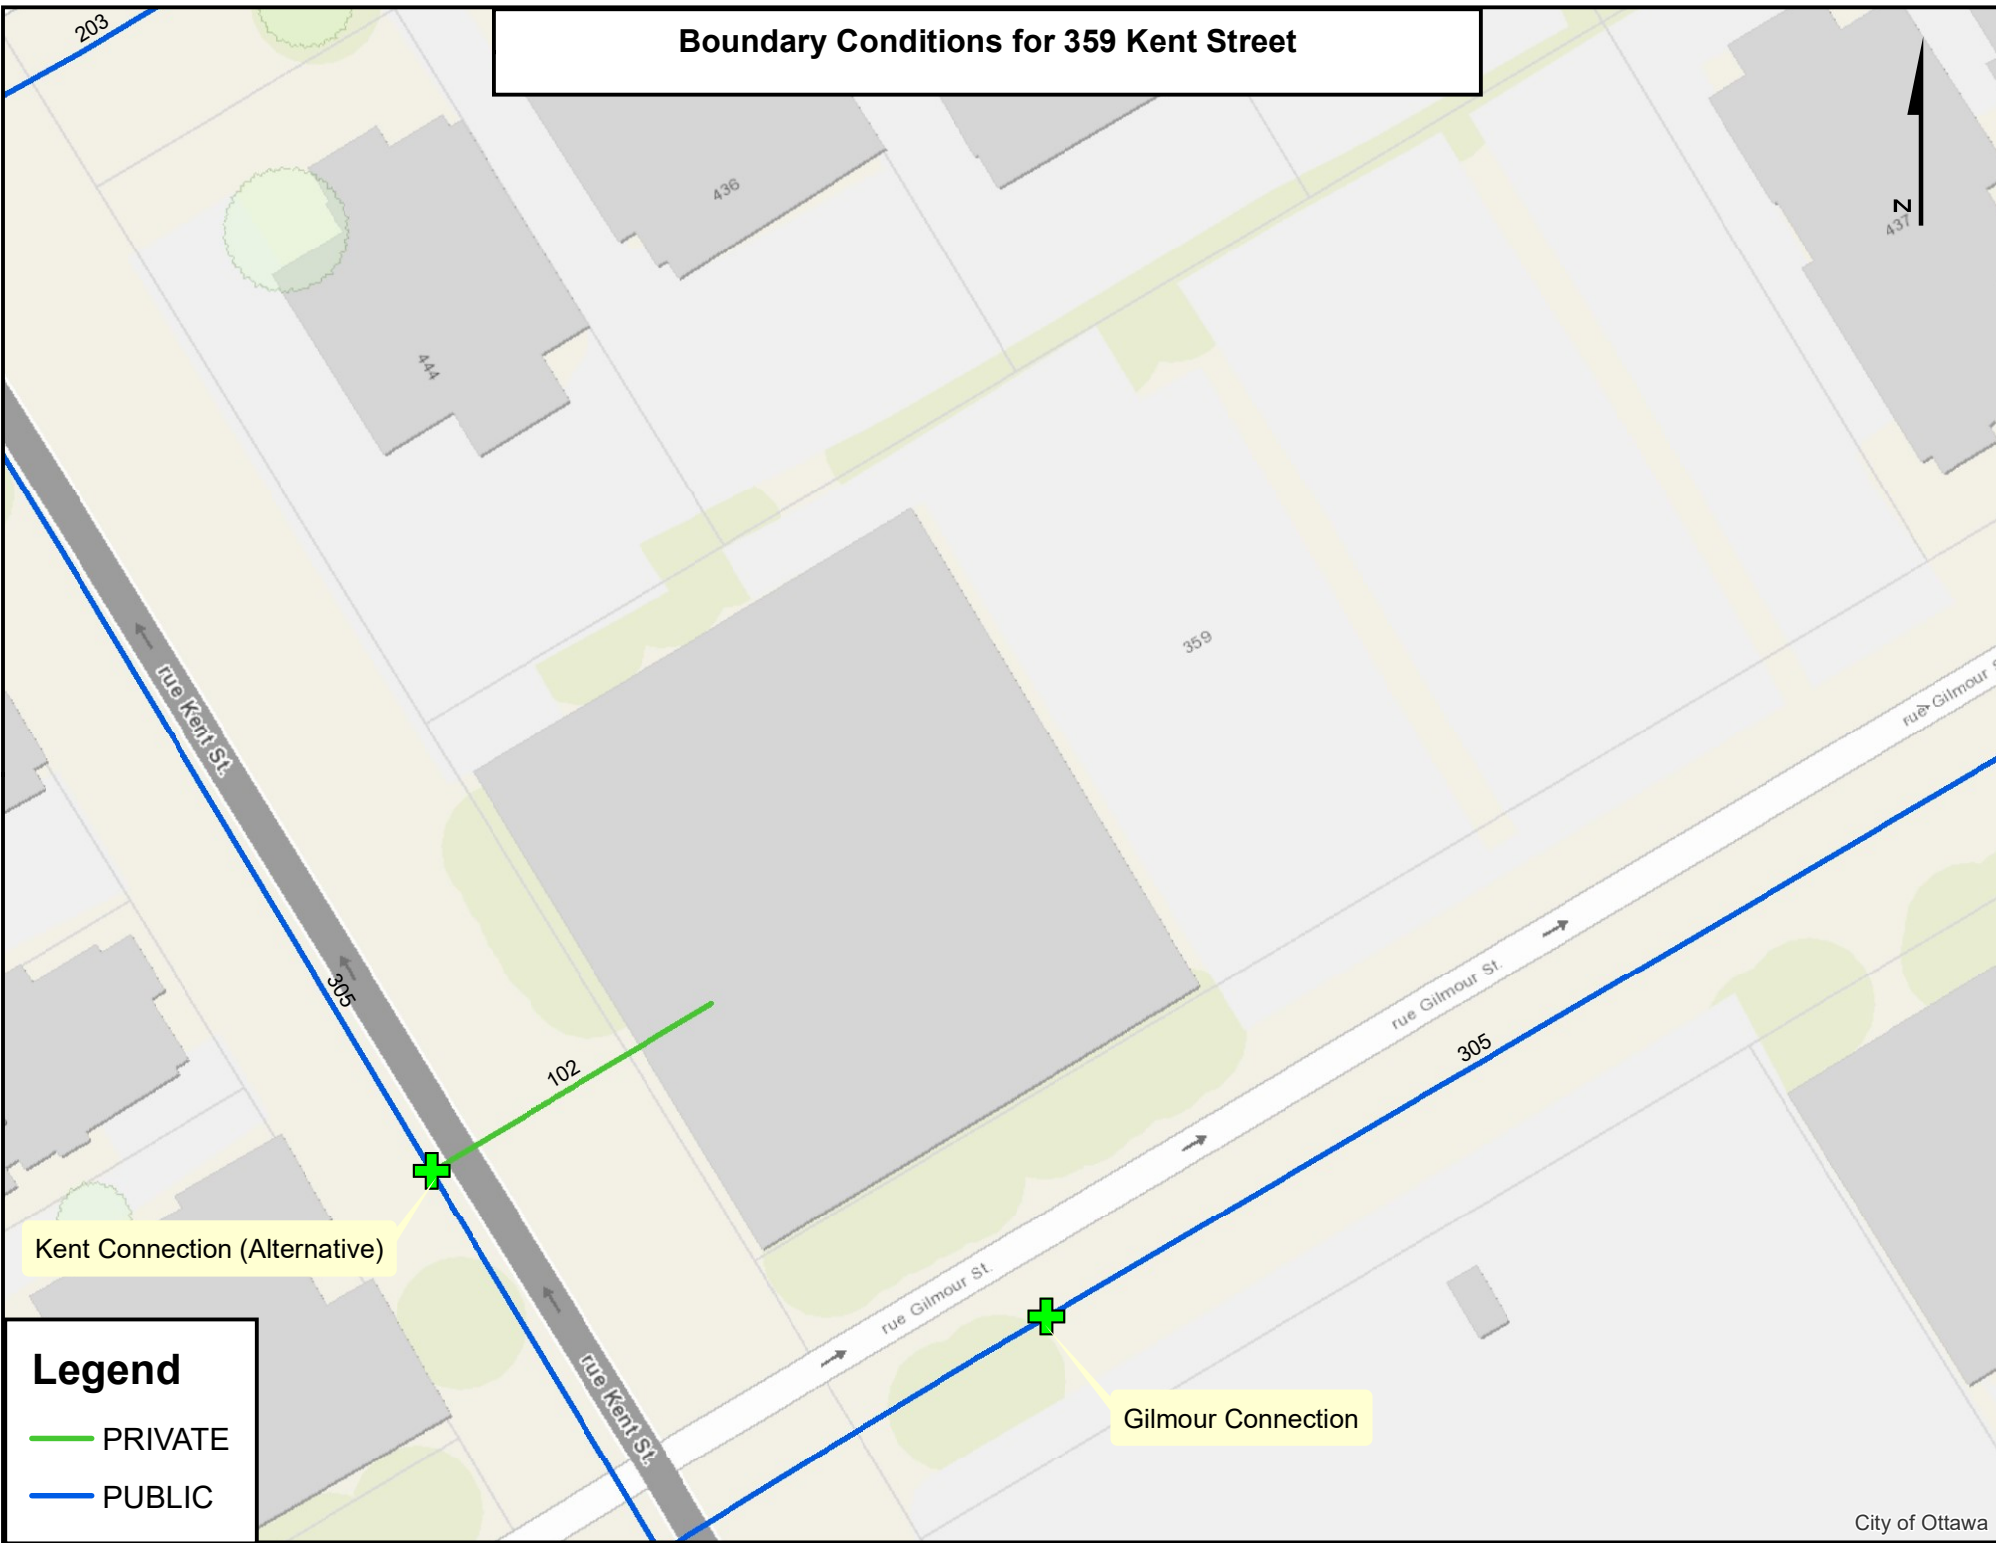 Boundary Conditions for 359 Kent Street
203
436
N
437
444
359
rue Kent St.
rue Gilmour S
305
rue Gilmour St.
305
102
Kent Connection (Alternative)
rue Gilmour St.
rue Kent St.
Gilmour Connection
Legend
PRIVATE
PUBLIC
City of Ottawa